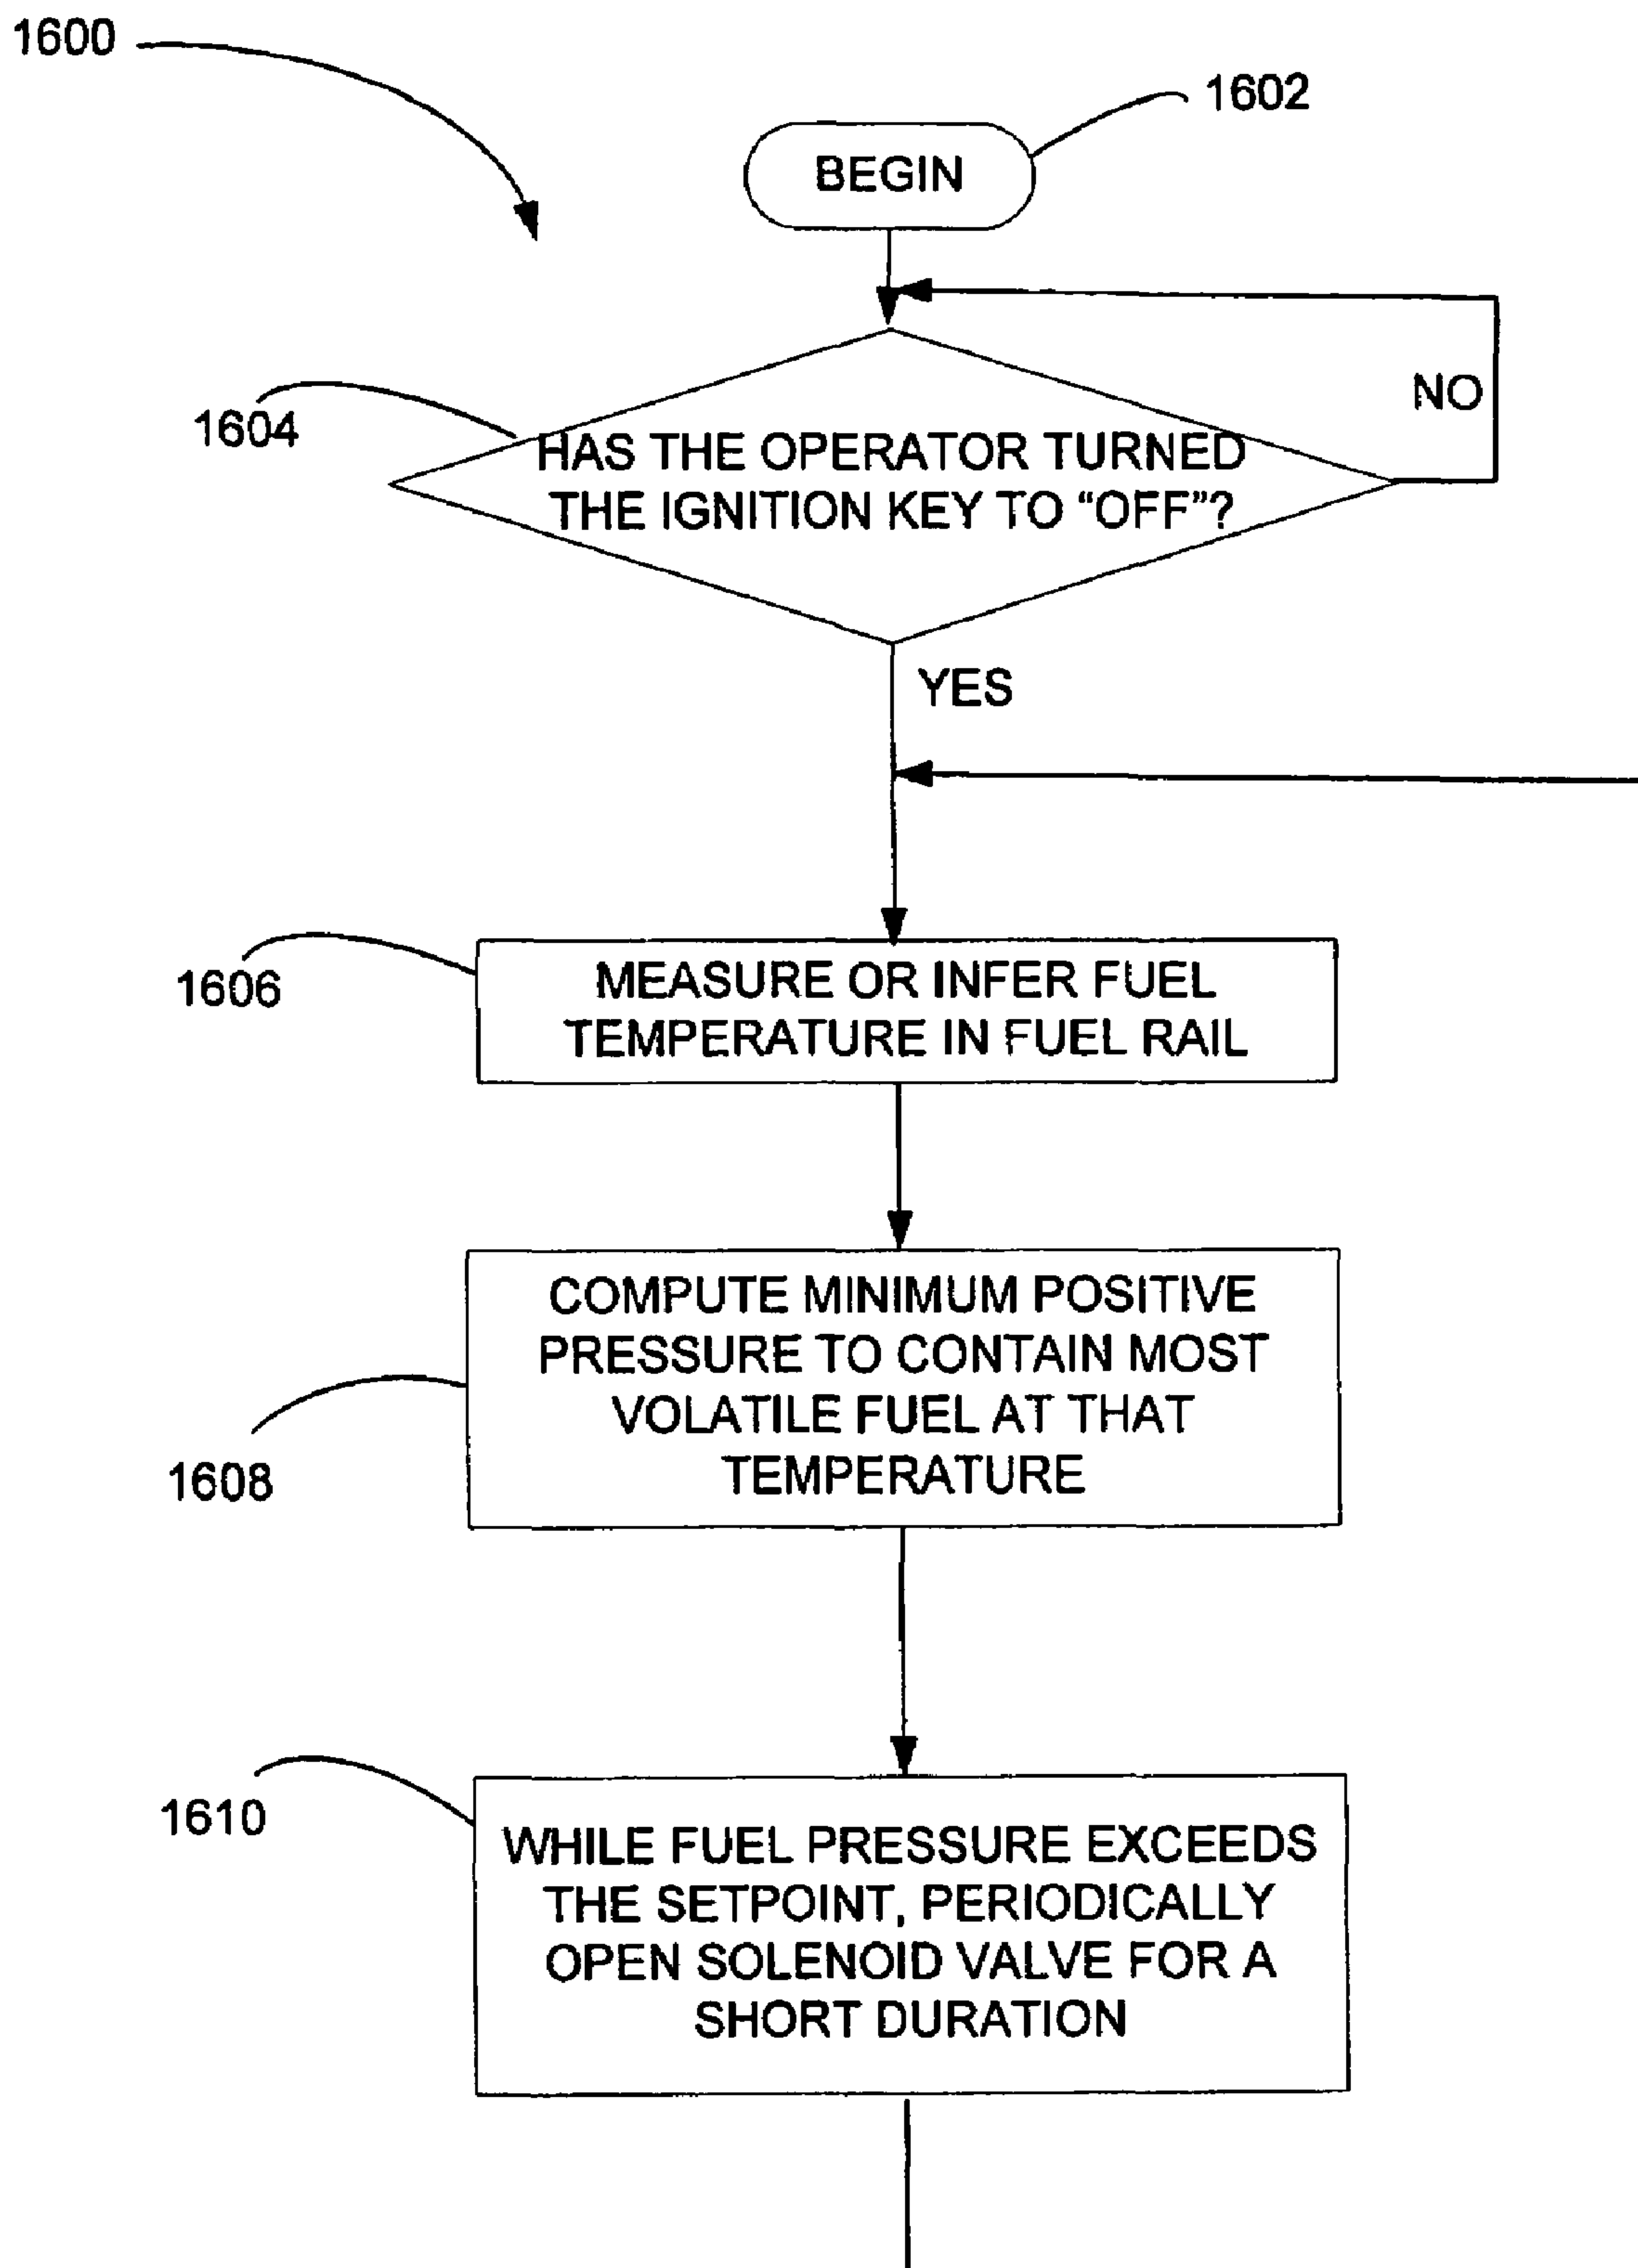 1600
1602
BEGIN
NO
1604
HAS THE OPERATOR TURNED
THE IGNITION KEY TO “OFF”?
YES
1606
MEASURE OR INFER FUEL
TEMPERATURE IN FUEL RAIL
1608
COMPUTE MINIMUM POSITIVE
PRESSURE TO CONTAIN MOST
VOLATILE FUEL AT THAT
TEMPERATURE
1610
WHILE FUEL PRESSURE EXCEEDS
THE SETPOINT, PERIODICALLY
OPEN SOLENOID VALVE FOR A
SHORT DURATION